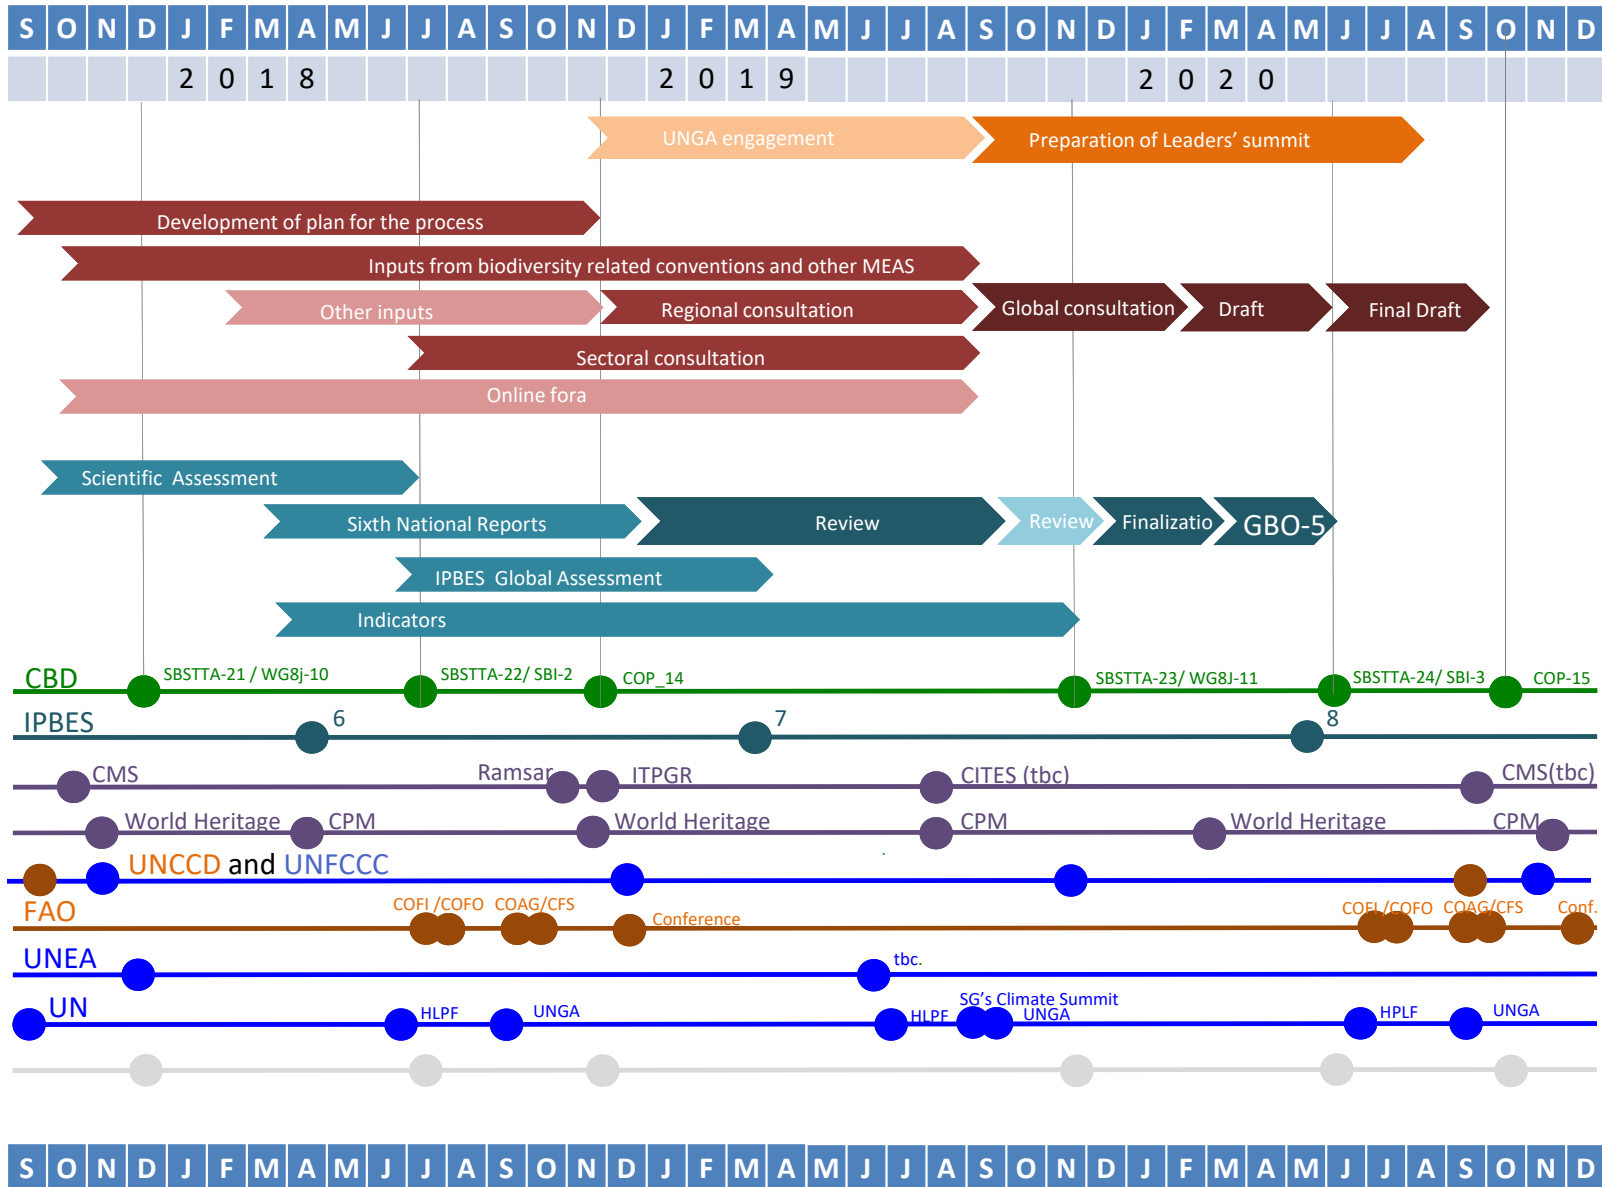 S O N D J F M A M J J A S O N D J F M A M J J A S O N D J F M A M J J A S O N D
2 0 1 8 2 0 1 9 2 0 2 0
UNGA engagement Preparation of Leaders’ summit
Development of plan for the process
Inputs from biodiversity related conventions and other MEAS
Other inputs Regional consultation Global consultation Draft Final Draft
Sectoral consultation
Online fora
Scientific Assessment
Sixth National Reports Review Review Finalizatio GBO-5
IPBES Global Assessment
Indicators
CBD SBSTTA-21 / WG8j-10 SBSTTA-22/ SBI-2 COP_14 SBSTTA-23/ WG8J-11 SBSTTA-24/ SBI-3 COP-15
IPBES 6 7 8
CMS Ramsar ITPGR CITES (tbc) CMS(tbc)
World Heritage CPM World Heritage CPM World Heritage CPM
UNCCD and UNFCCC
FAO COFI /COFO COAG/CFS Conference COFI /COFO COAG/CFS Conf.
UNEA tbc.
SG’s Climate Summit
UN HLPF UNGA HLPF UNGA HPLF UNGA
S O N D J F M A M J J A S O N D J F M A M J J A S O N D J F M A M J J A S O N D